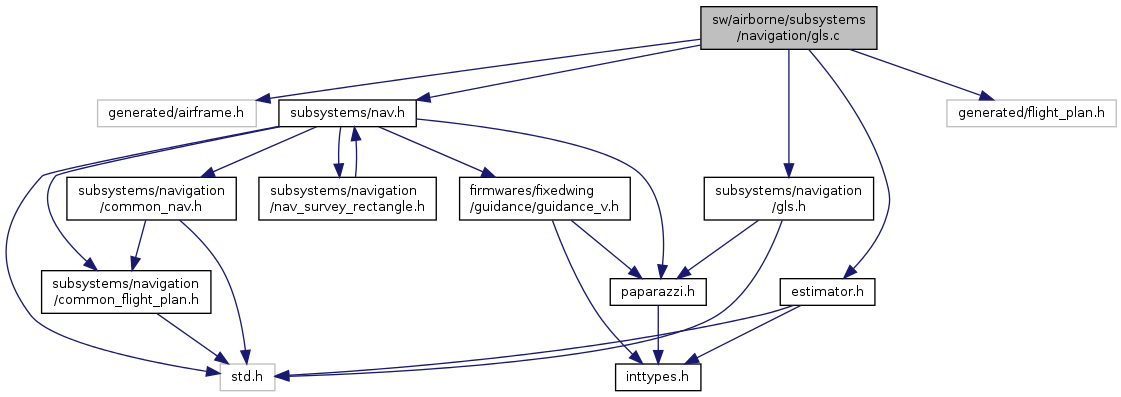 sw/airborne/subsystems
/navigation/gls.c
generated/airframe.h
subsystems/nav.h
generated/flight_plan.h
subsystems/navigation
/common_nav.h
subsystems/navigation
/nav_survey_rectangle.h
firmwares/fixedwing
/guidance/guidance_v.h
subsystems/navigation
/gls.h
subsystems/navigation
/common_flight_plan.h
paparazzi.h
estimator.h
std.h
inttypes.h